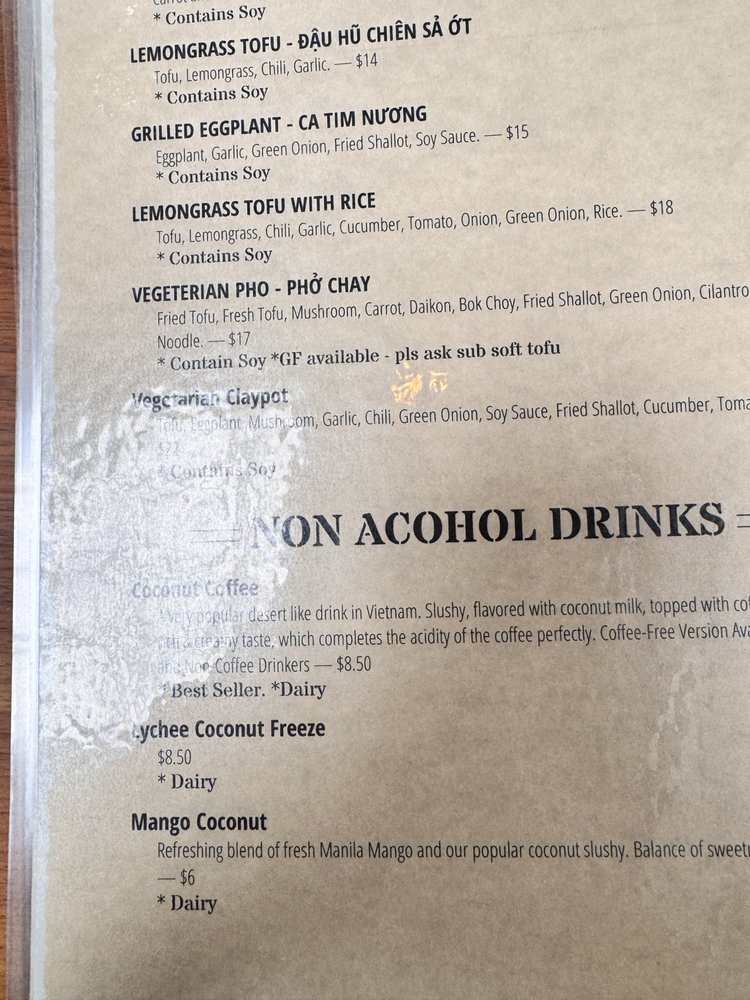 * Contains Soy
LEMONGRASS TOFU - ĐẬU HŨ CHIÊN SẢ ỚT
Tofu, Lemongrass, Chili, Garlic. — $14
* Contains Soy
GRILLED EGGPLANT - CA TIM NƯƠNG
Eggplant, Garlic, Green Onion, Fried Shallot, Soy Sauce. — $15
* Contains Soy
LEMONGRASS TOFU WITH RICE
Tofu, Lemongrass, Chili, Garlic, Cucumber, Tomato, Onion, Green Onion, Rice. — $18
* Contains Soy
VEGETERIAN PHO - PHỞ CHAY
Fried Tofu, Fresh Tofu, Mushroom, Carrot, Daikon, Bok Choy, Fried Shallot, Green Onion, Cilantro
Noodle. — $17
* Contain Soy *GF available - pls ask sub soft tofu
Vegetarian Claypot
Tofu, Eggplant, Mushroom, Garlic, Chili, Green Onion, Soy Sauce, Fried Shallot, Cucumber, Toma
$22
* Contains Soy
NON ACOHOL DRINKS
Coconut Coffee
very popular desert like drink in Vietnam. Slushy, flavored with coconut milk, topped with cof
& creamy taste, which completes the acidity of the coffee perfectly. Coffee-Free Version Ava
and Non-Coffee Drinkers — $8.50
* Best Seller. *Dairy
Lychee Coconut Freeze
$8.50
* Dairy
Mango Coconut
Refreshing blend of fresh Manila Mango and our popular coconut slushy. Balance of sweetn
— $6
* Dairy